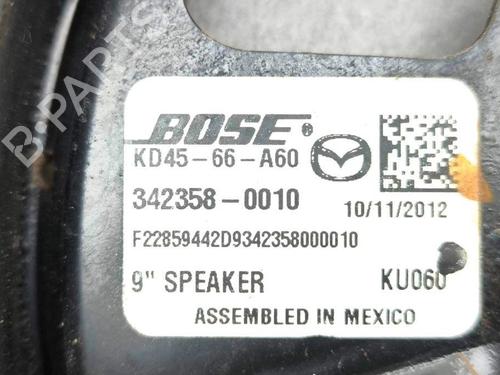 B-PARTS
BOSE®
KD45-66-A60
342358-0010
10/11/2012
F22859442D9342358000010
9" SPEAKER KU060
ASSEMBLED IN MEXICO